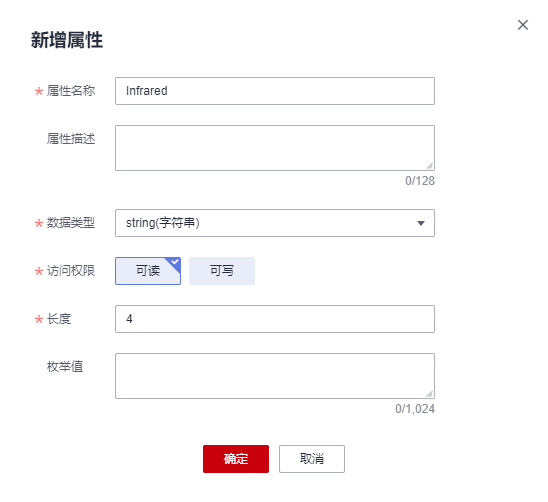 新增属性
* 属性名称 Infrared
属性描述
0/128
* 数据类型 string(字符串)
* 访问权限 可读 可写
* 长度 4
枚举值
0/1,024
确定 取消